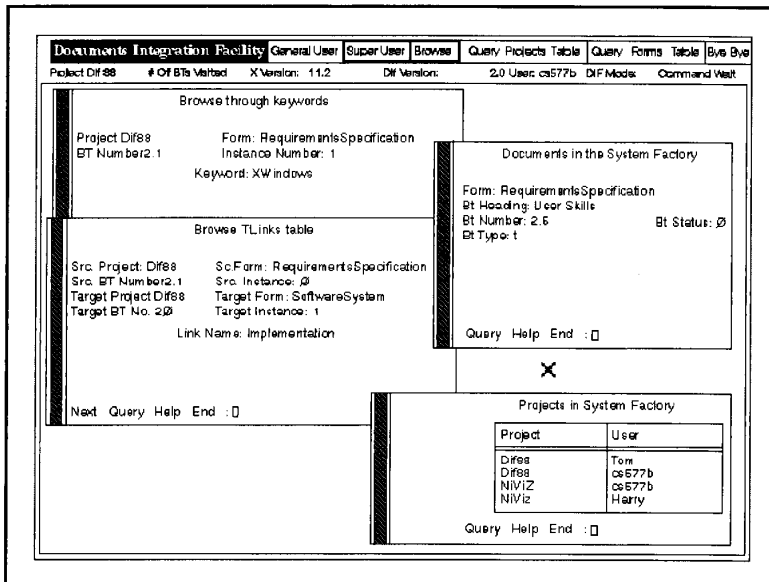 Documents Integration Facility General User Super User Browse Query Projects Table Query Forms Table Bye Bye
Project Dif 88 # Of BTs Visited X Version: 11.2 Dif Version: 2.0 User: cs577b DIF Mode: Command Wait
Browse through keywords
Project Dif88 Form: RequirementsSpecification
BT Number2.1 Instance Number: 1
Keyword: XWindows
Browse TLinks table
Src. Project: Dif88 Sc.Form: RequirementsSpecification
Src. BT Number2.1 Src. Instance: Ø
Target Project Dif88 Target Form: SoftwareSystem
Target BT No. 2Ø Target Instance: 1
Link Name: Implementation
Next Query Help End :
Documents in the System Factory
Form: RequirementsSpecification
Bt Heading: User Skills
Bt Number: 2.6 Bt Status: Ø
Bt Type: t
Query Help End :
Projects in System Factory
Project User
Dif88 Tom
Dif88 cs577b
NiViZ cs577b
NiViz Harry
Query Help End :